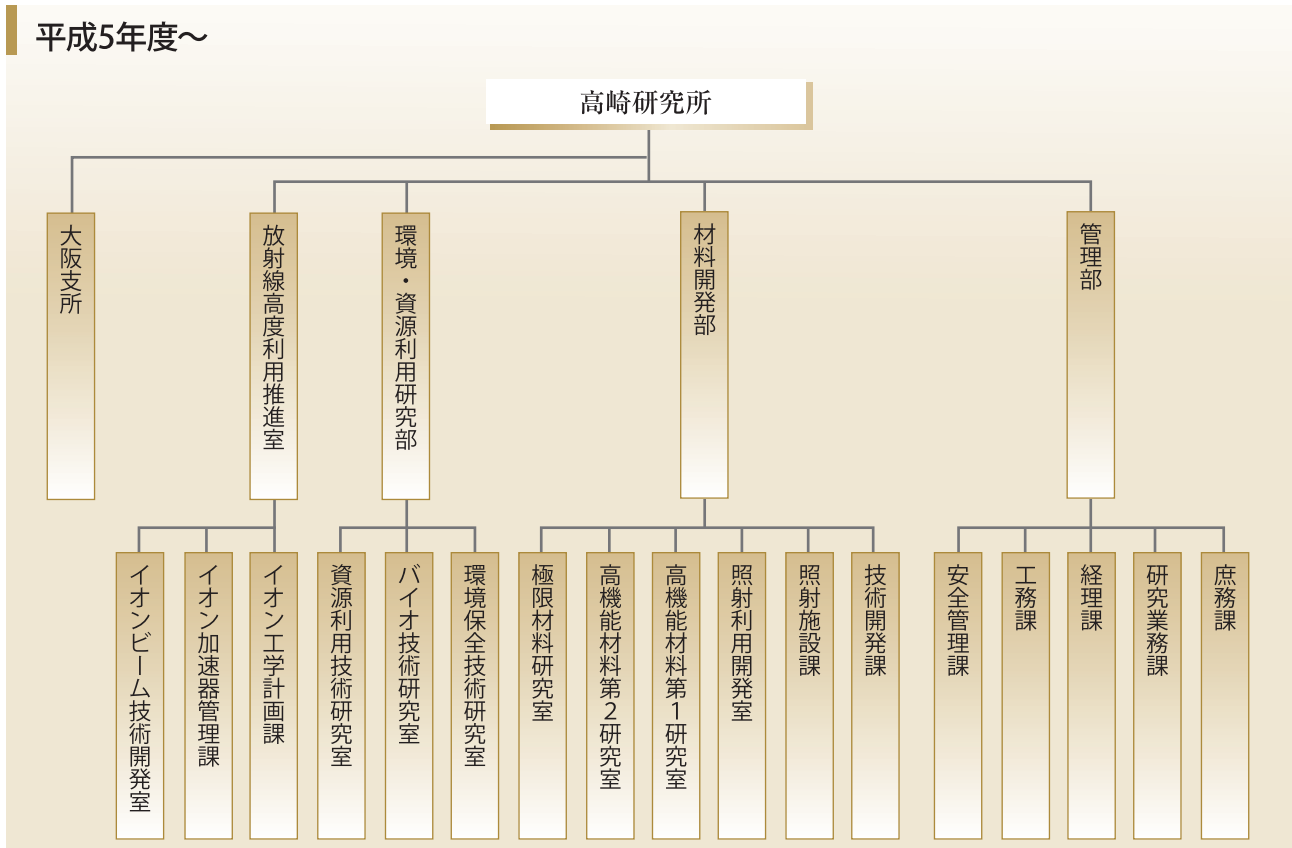 平成5年度～
高崎研究所
大阪支所
放射線高度利用推進室
環境・資源利用研究部
材料開発部
管理部
イオンビーム技術開発室
イオン加速器管理課
イオン工学計画課
資源利用技術研究室
バイオ技術研究室
環境保全技術研究室
極限材料研究室
高機能材料第2研究室
高機能材料第1研究室
照射利用開発室
照射施設課
技術開発課
安全管理課
工務課
経理課
研究業務課
庶務課